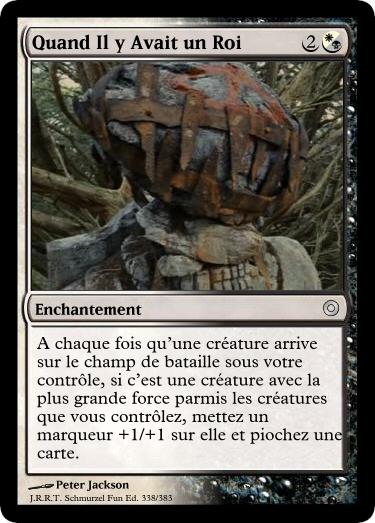 Quand Il y Avait un Roi 2
Enchantement
A chaque fois qu'une créature arrive
sur le champ de bataille sous votre
contrôle, si c'est une créature avec la
plus grande force parmis les créatures
que vous contrôlez, mettez un
marqueur +1/+1 sur elle et piochez une
carte.
Peter Jackson
J.R.R.T. Schmurzel Fun Ed. 338/383